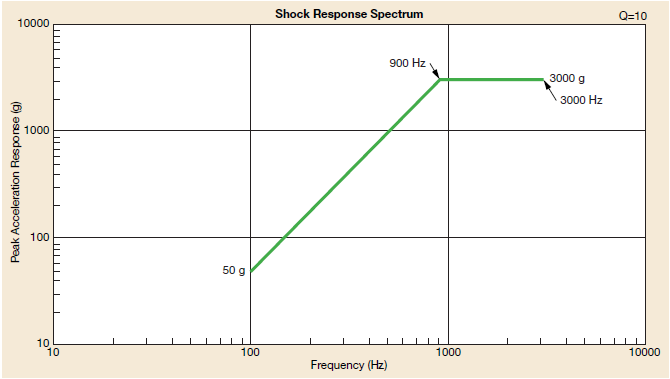 Shock Response Spectrum
Q=10
10000
900 Hz
3000 g
3000 Hz
1000
Peak Acceleration Response (g)
100
50 g
10
10
100
1000
10000
Frequency (Hz)